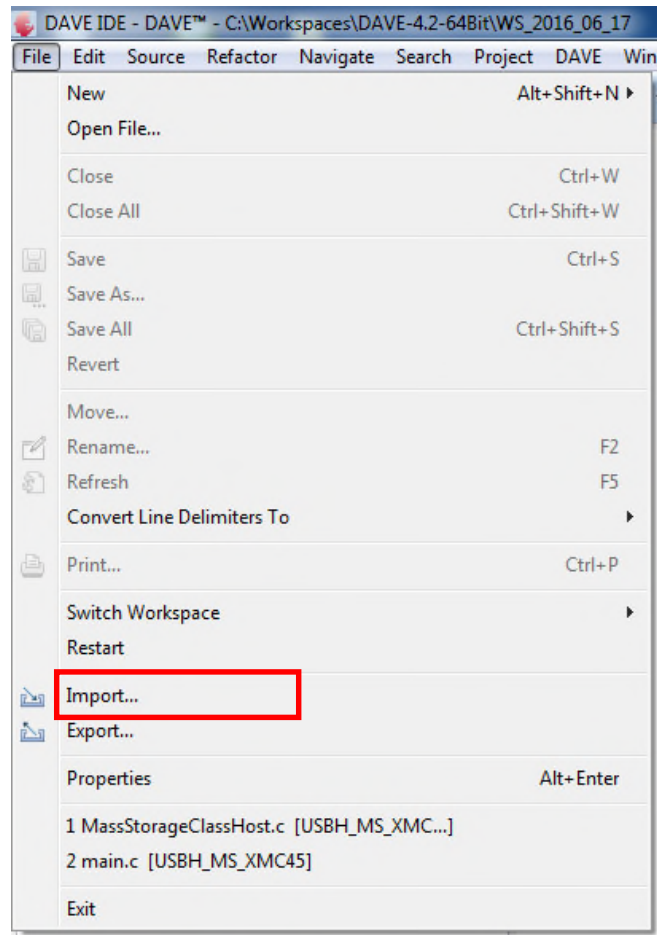 DAVE IDE - DAVE™ - C:\Workspaces\DAVE-4.2-64Bit\WS_2016_06_17
File Edit Source Refactor Navigate Search Project DAVE Win
New Alt+Shift+N
Open File...
Close Ctrl+W
Close All Ctrl+Shift+W
Save Ctrl+S
Save As...
Save All Ctrl+Shift+S
Revert
Move...
Rename... F2
Refresh F5
Convert Line Delimiters To
Print... Ctrl+P
Switch Workspace
Restart
Import...
Export...
Properties Alt+Enter
1 MassStorageClassHost.c [USBH_MS_XMC...]
2 main.c [USBH_MS_XMC45]
Exit